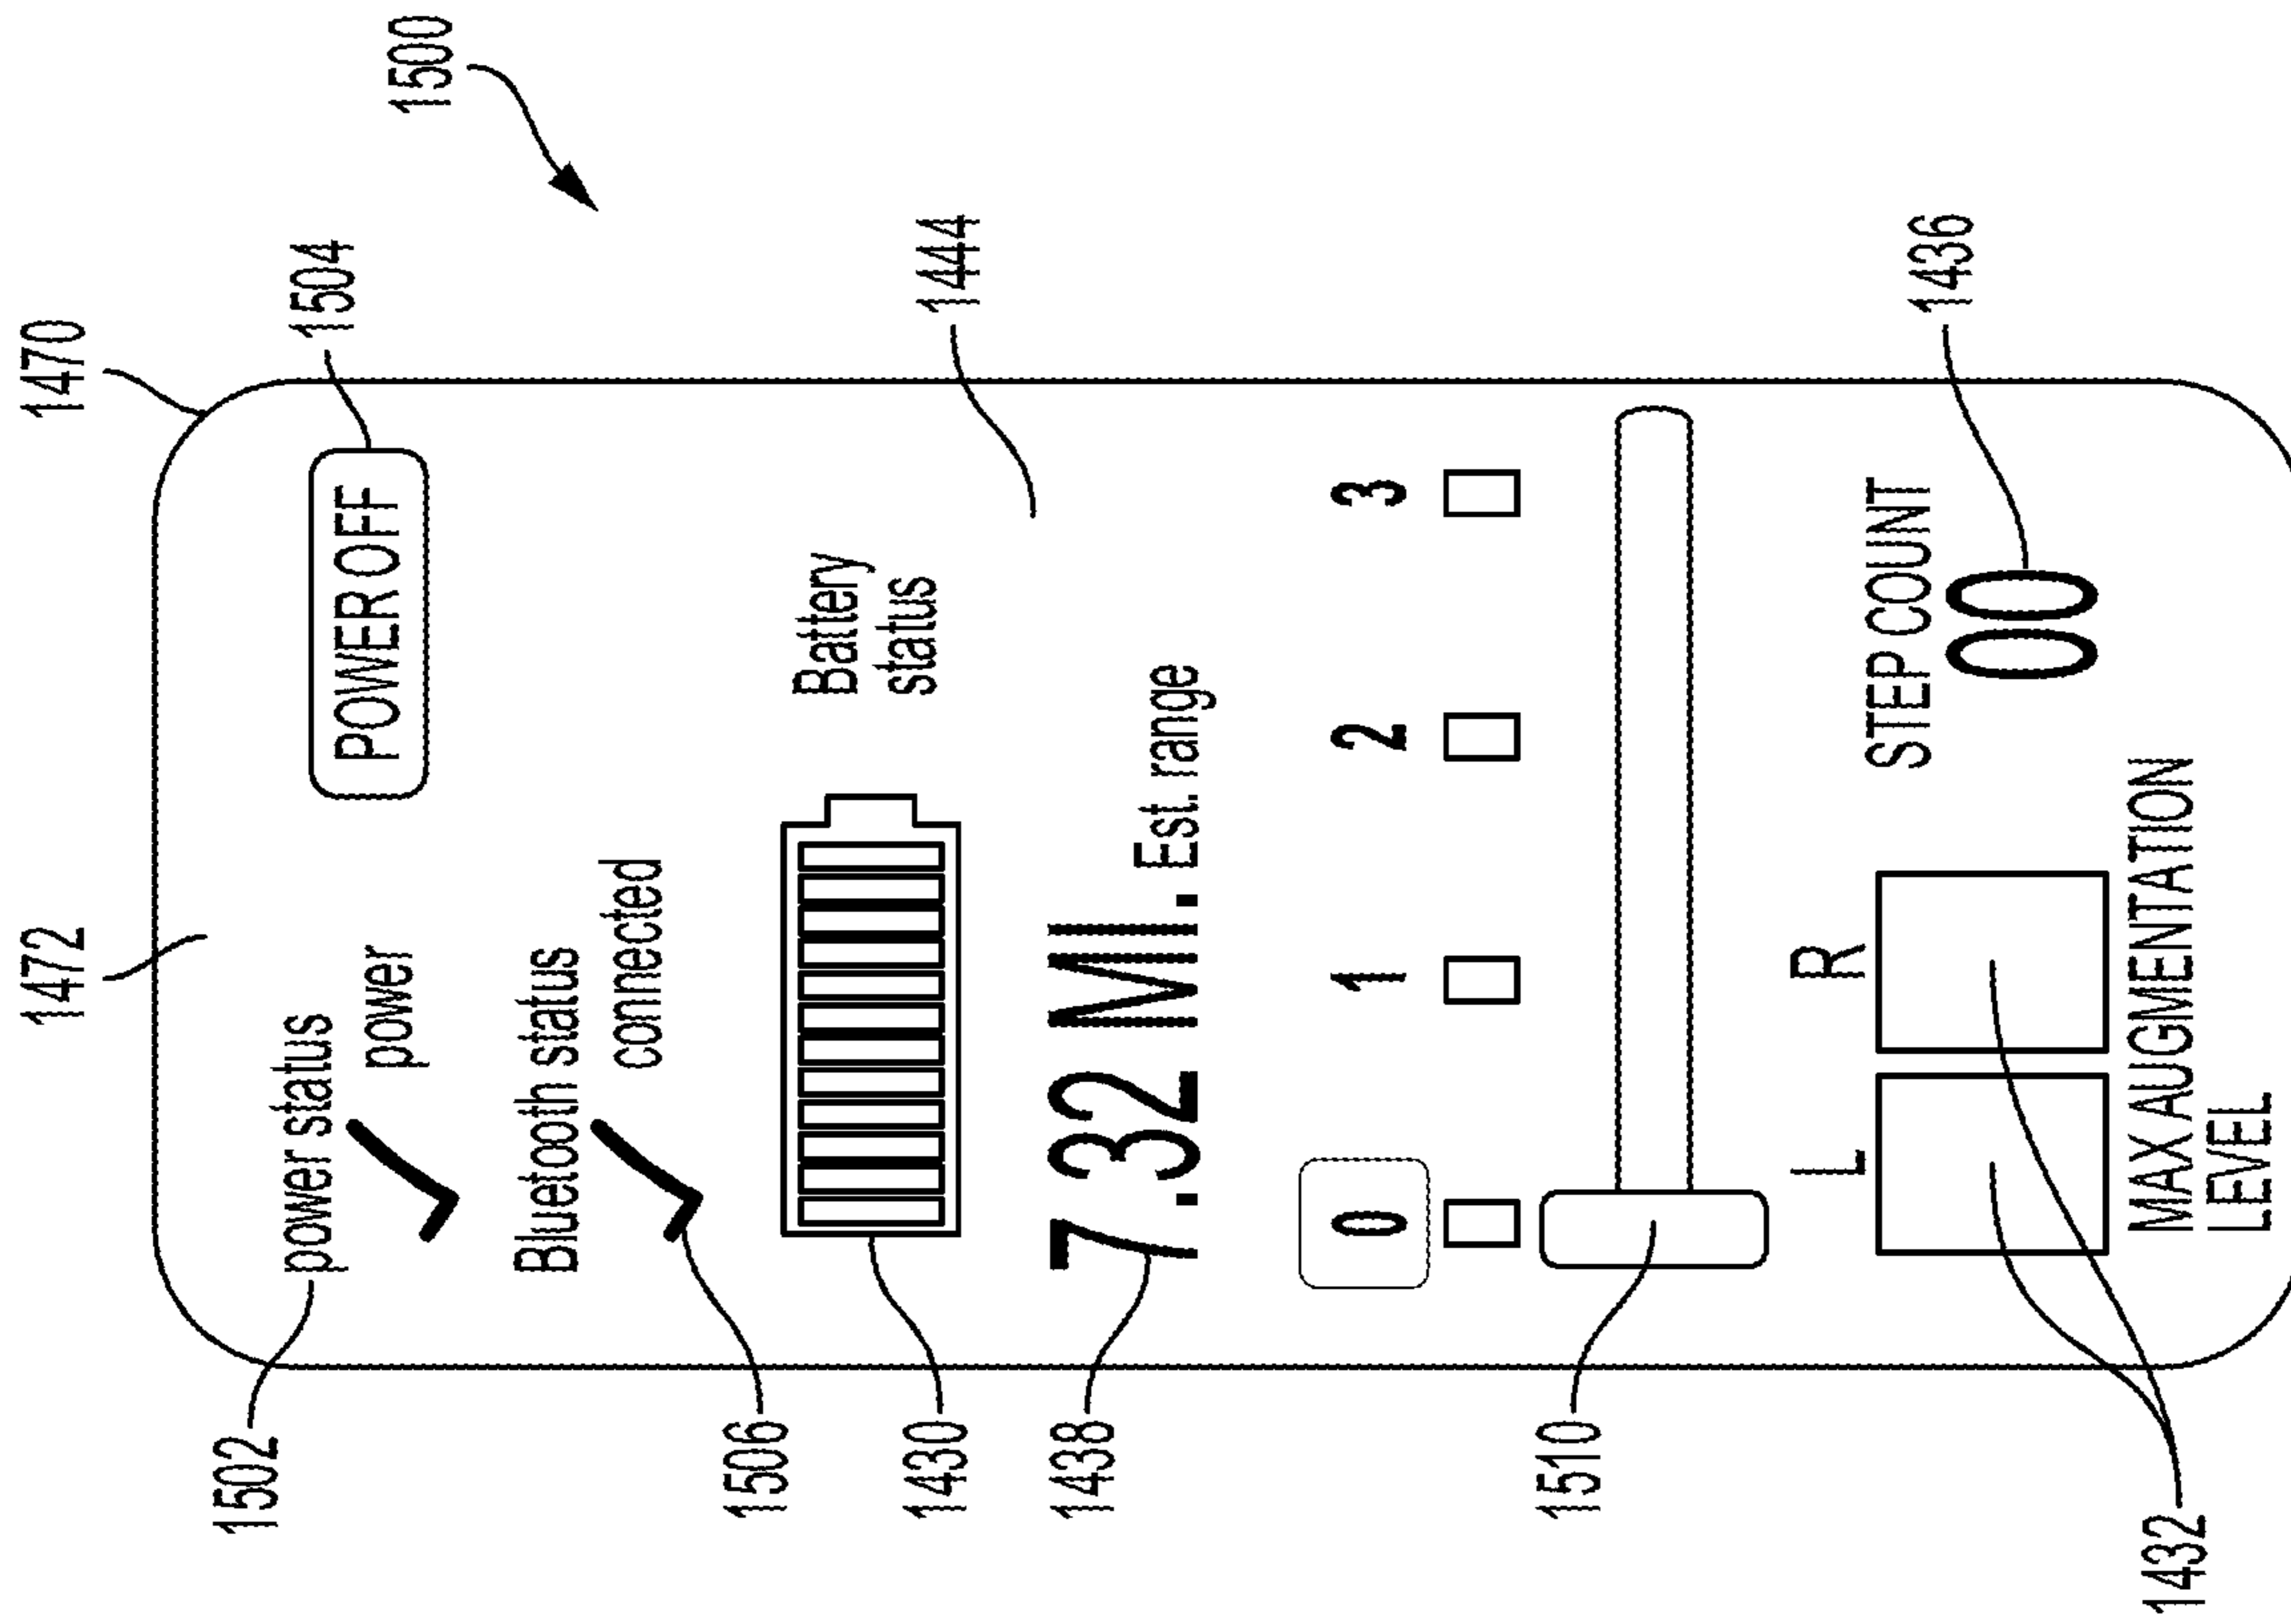 1500
1470
1472
1504
1502
power status
power
POWER OFF
Bluetooth status
connected
1506
Battery
status
1444
1430
7.32 MI.
Est. range
1438
0 1 2 3
1510
L R
STEP COUNT
00
1436
MAX AUGMENTATION
LEVEL
1432